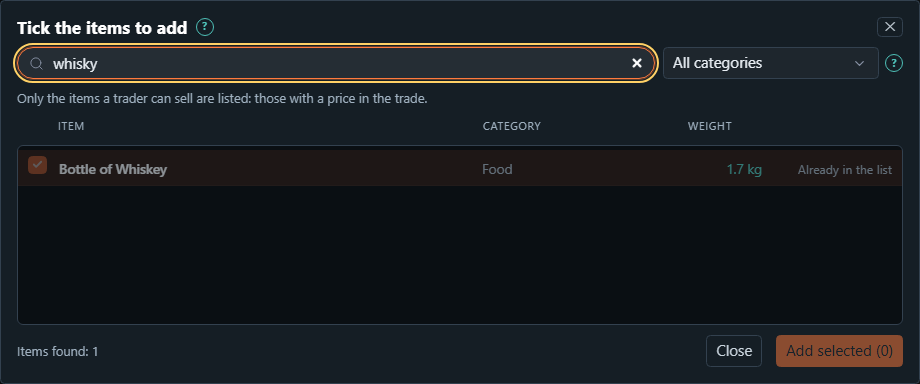 Tick the items to add ?
whisky
All categories
?
Only the items a trader can sell are listed: those with a price in the trade.
ITEM CATEGORY WEIGHT
Bottle of Whiskey Food 1.7 kg Already in the list
Items found: 1
Close
Add selected (0)